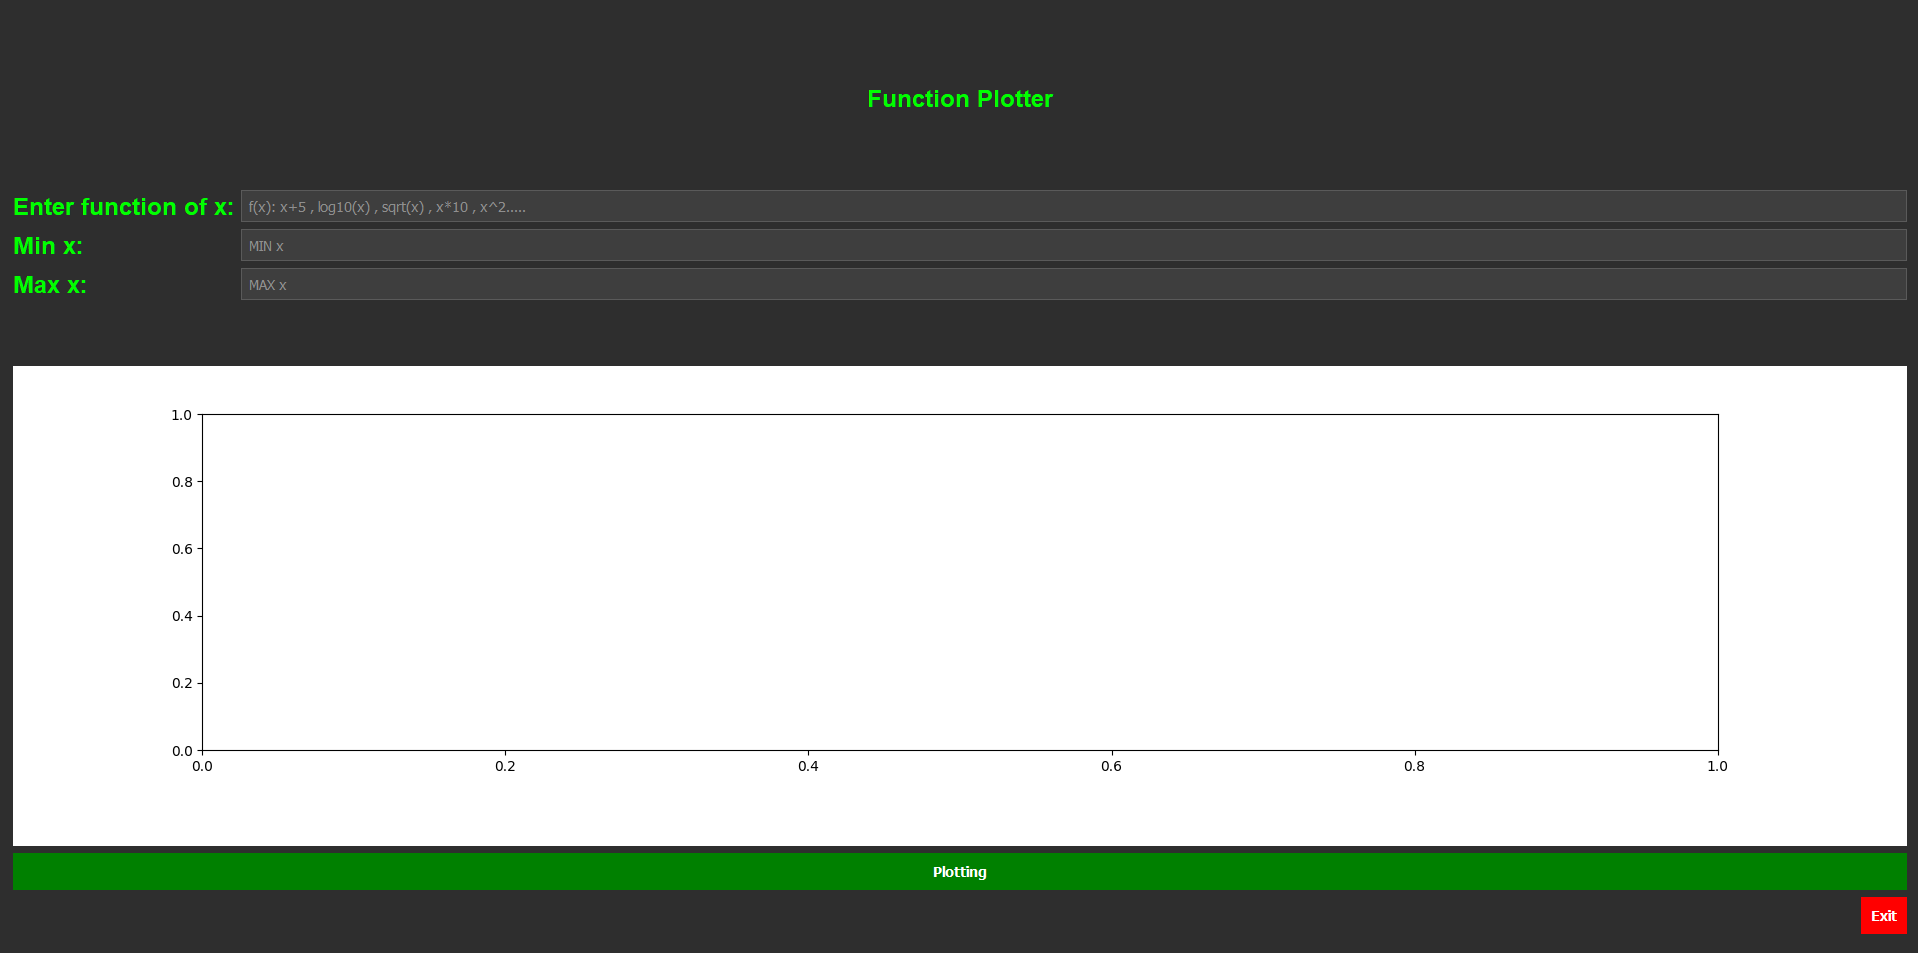 Function Plotter
Enter function of x: f(x): x+5 , log10(x) , sqrt(x) , x*10 , x^2.....
Min x: MIN x
Max x: MAX x
1.0
0.8
0.6
0.4
0.2
0.0
0.0 0.2 0.4 0.6 0.8 1.0
Plotting
Exit